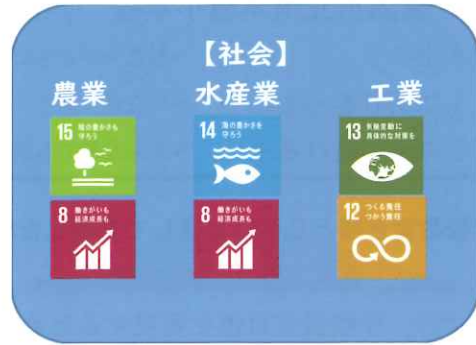 【社会】
農業
水産業
工業
15 陸の豊かさも
守ろう
14 海の豊かさを
守ろう
13 気候変動に
具体的な対策を
8 働きがいも
経済成長も
8 働きがいも
経済成長も
12 つくる責任
つかう責任